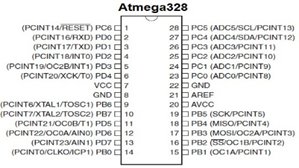 Atmega328
(PCINT14/RESET) PC6 1 28 PC5 (ADC5/SCL/PCINT13)
(PCINT16/RXD) PD0 2 27 PC4 (ADC4/SDA/PCINT12)
(PCINT17/TXD) PD1 3 26 PC3 (ADC3/PCINT11)
(PCINT18/INT0) PD2 4 25 PC2 (ADC2/PCINT10)
(PCINT19/OC2B/INT1) PD3 5 24 PC1 (ADC1/PCINT9)
(PCINT20/XCK/T0) PD4 6 23 PC0 (ADC0/PCINT8)
VCC 7 22 GND
GND 8 21 AREF
(PCINT6/XTAL1/TOSC1) PB6 9 20 AVCC
(PCINT7/XTAL2/TOSC2) PB7 10 19 PB5 (SCK/PCINT5)
(PCINT21/OC0B/T1) PD5 11 18 PB4 (MISO/PCINT4)
(PCINT22/OC0A/AIN0) PD6 12 17 PB3 (MOSI/OC2A/PCINT3)
(PCINT23/AIN1) PD7 13 16 PB2 (SS/OC1B/PCINT2)
(PCINT0/CLKO/ICP1) PB0 14 15 PB1 (OC1A/PCINT1)